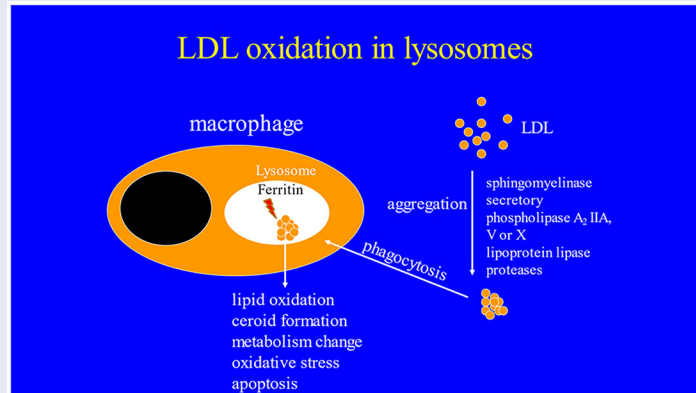 LDL oxidation in lysosomes
macrophage
LDL
Lysosome
Ferritin
aggregation
sphingomyelinase
secretory
phospholipase A₂ IIA,
V or X
lipoprotein lipase
proteases
phagocytosis
lipid oxidation
ceroid formation
metabolism change
oxidative stress
apoptosis